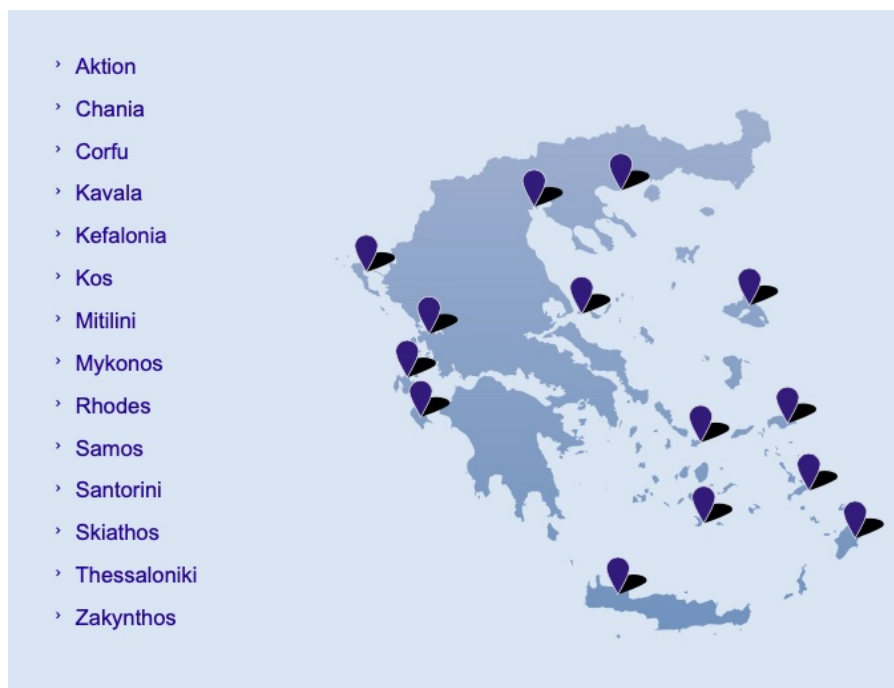 Aktion
Chania
Corfu
Kavala
Kefalonia
Kos
Mitilini
Mykonos
Rhodes
Samos
Santorini
Skiathos
Thessaloniki
Zakynthos